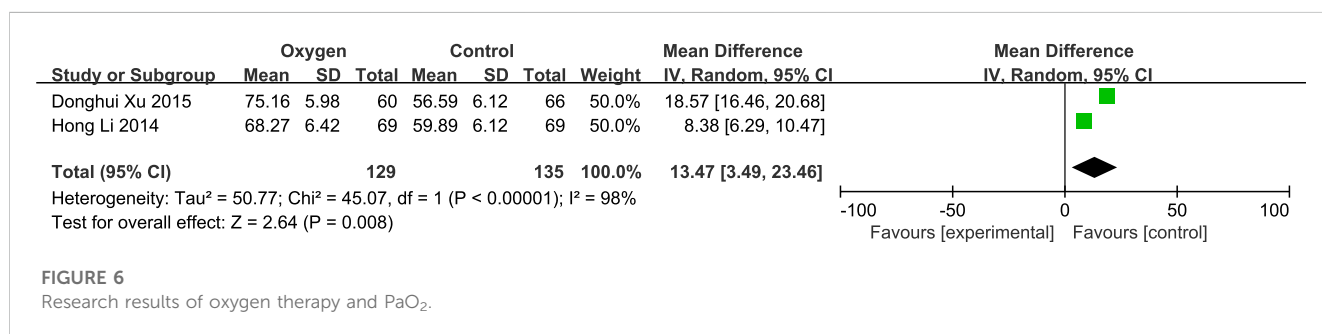 Oxygen Control Mean Difference Mean Difference
Study or Subgroup Mean SD Total Mean SD Total Weight IV, Random, 95% CI IV, Random, 95% CI
Donghui Xu 2015 75.16 5.98 60 56.59 6.12 66 50.0% 18.57 [16.46, 20.68]
Hong Li 2014 68.27 6.42 69 59.89 6.12 69 50.0% 8.38 [6.29, 10.47]
Total (95% CI) 129 135 100.0% 13.47 [3.49, 23.46]
Heterogeneity: Tau² = 50.77; Chi² = 45.07, df = 1 (P < 0.00001); I² = 98%
Test for overall effect: Z = 2.64 (P = 0.008)
-100 -50 0 50 100
Favours [experimental] Favours [control]
FIGURE 6
Research results of oxygen therapy and PaO₂.